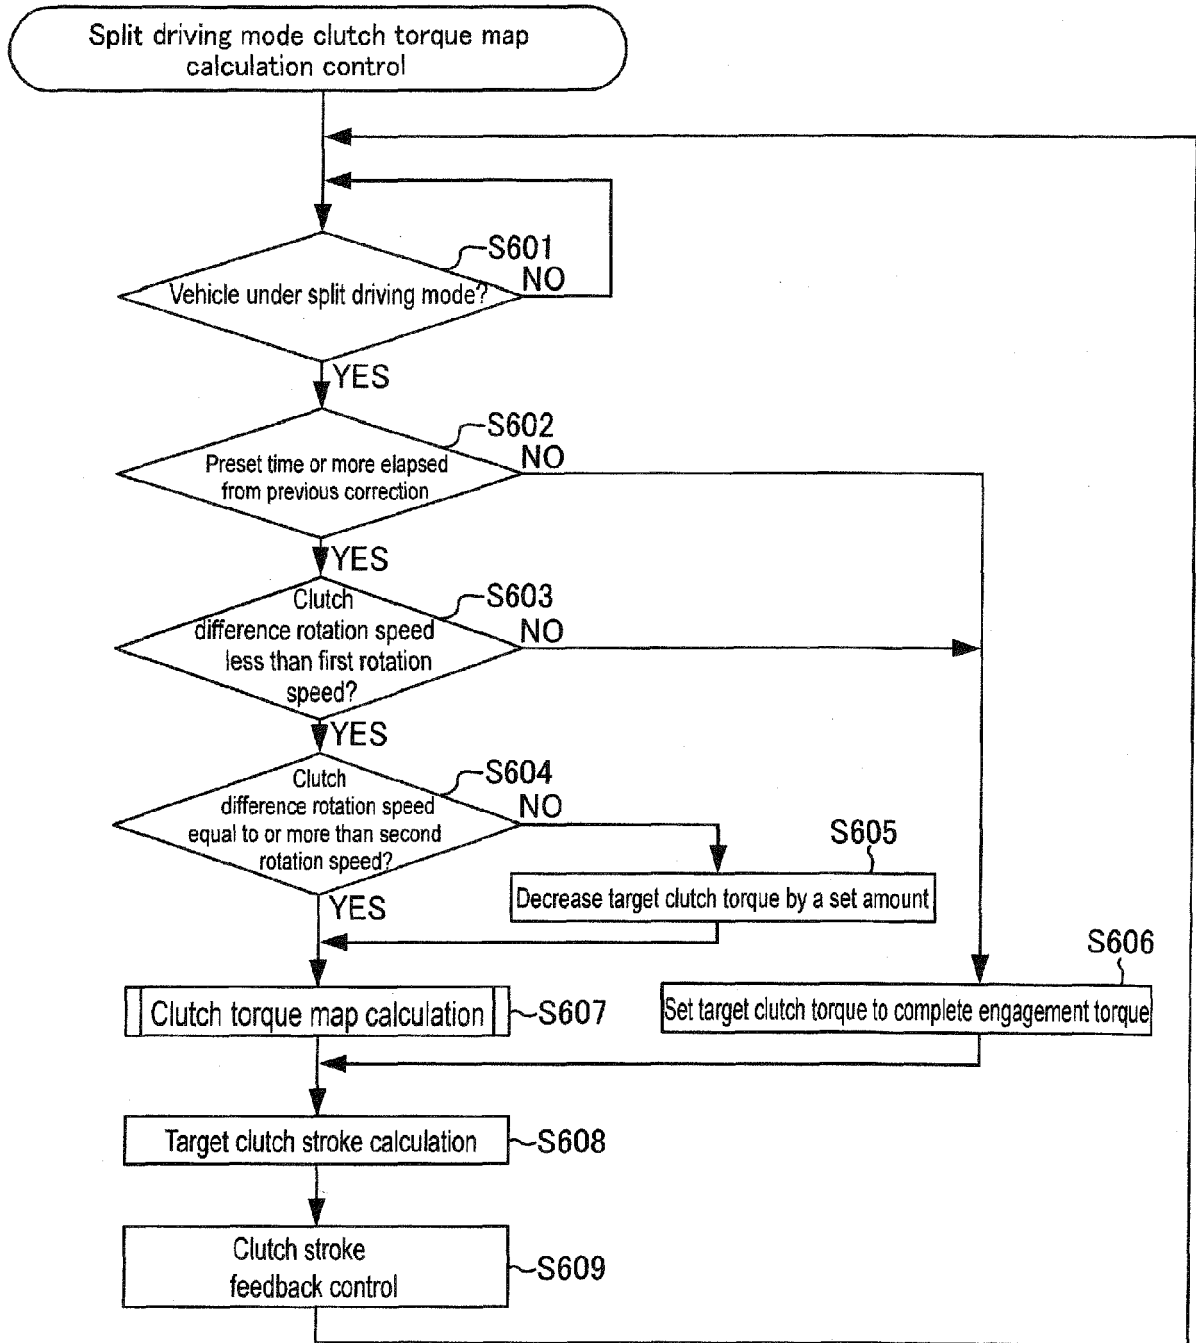 Split driving mode clutch torque map
calculation control
S601
NO
Vehicle under split driving mode?
YES
S602
NO
Preset time or more elapsed
from previous correction
YES
S603
NO
Clutch
difference rotation speed
less than first rotation
speed?
YES
S604
NO
Clutch
difference rotation speed
equal to or more than second
rotation speed?
YES
S605
Decrease target clutch torque by a set amount
S606
Set target clutch torque to complete engagement torque
Clutch torque map calculation
S607
Target clutch stroke calculation
S608
Clutch stroke
feedback control
S609